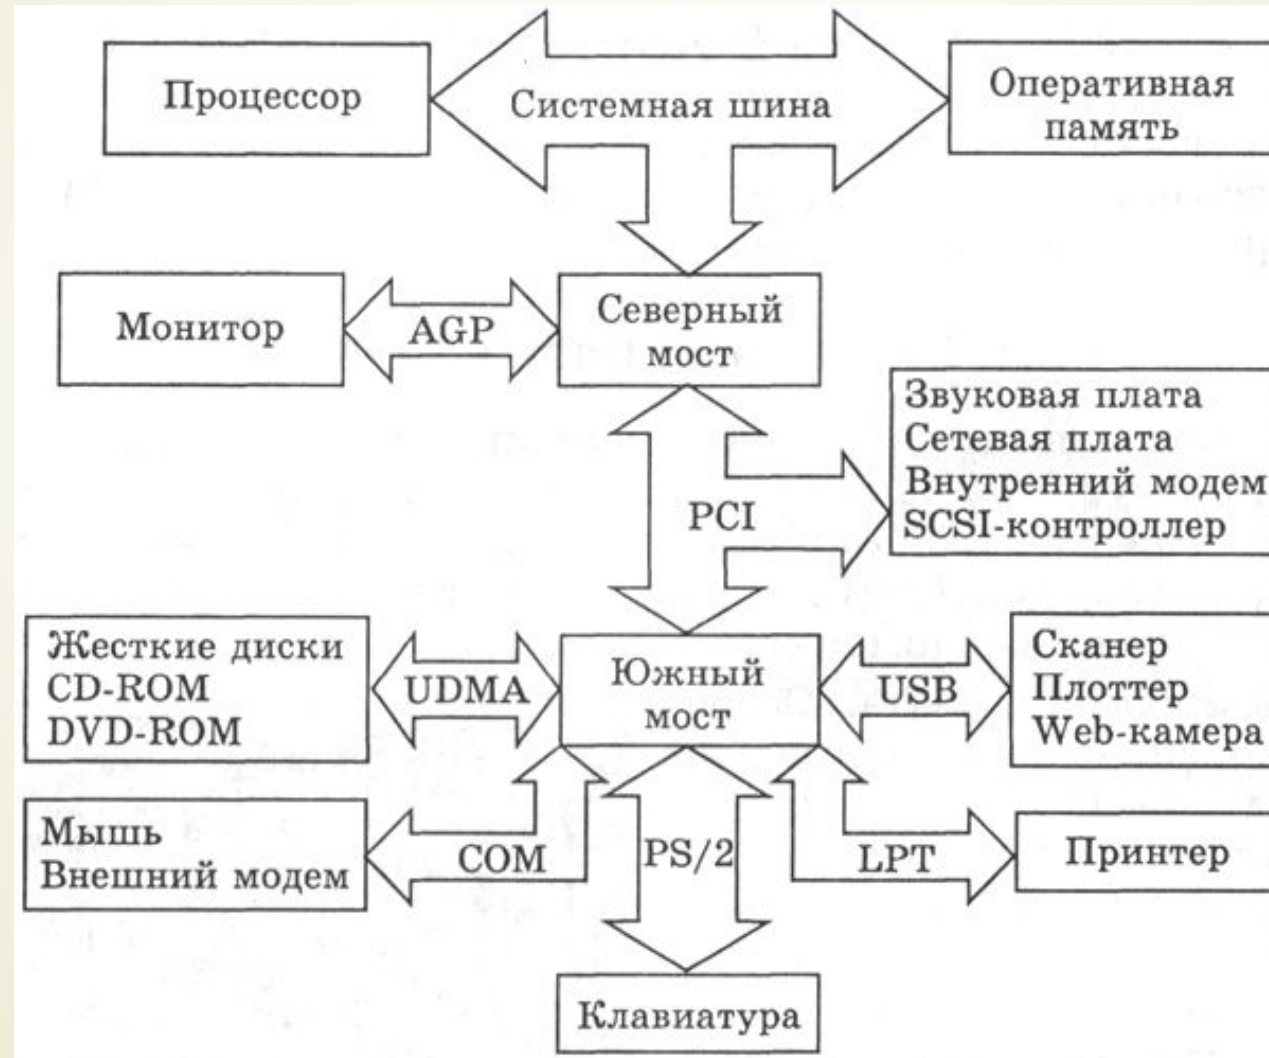 Процессор
Системная шина
Оперативная
память
Монитор
AGP
Северный
мост
Звуковая плата
Сетевая плата
Внутренний модем
SCSI-контроллер
PCI
Жесткие диски
CD-ROM
DVD-ROM
UDMA
Южный
мост
USB
Сканер
Плоттер
Web-камера
Мышь
Внешний модем
COM
PS/2
LPT
Принтер
Клавиатура